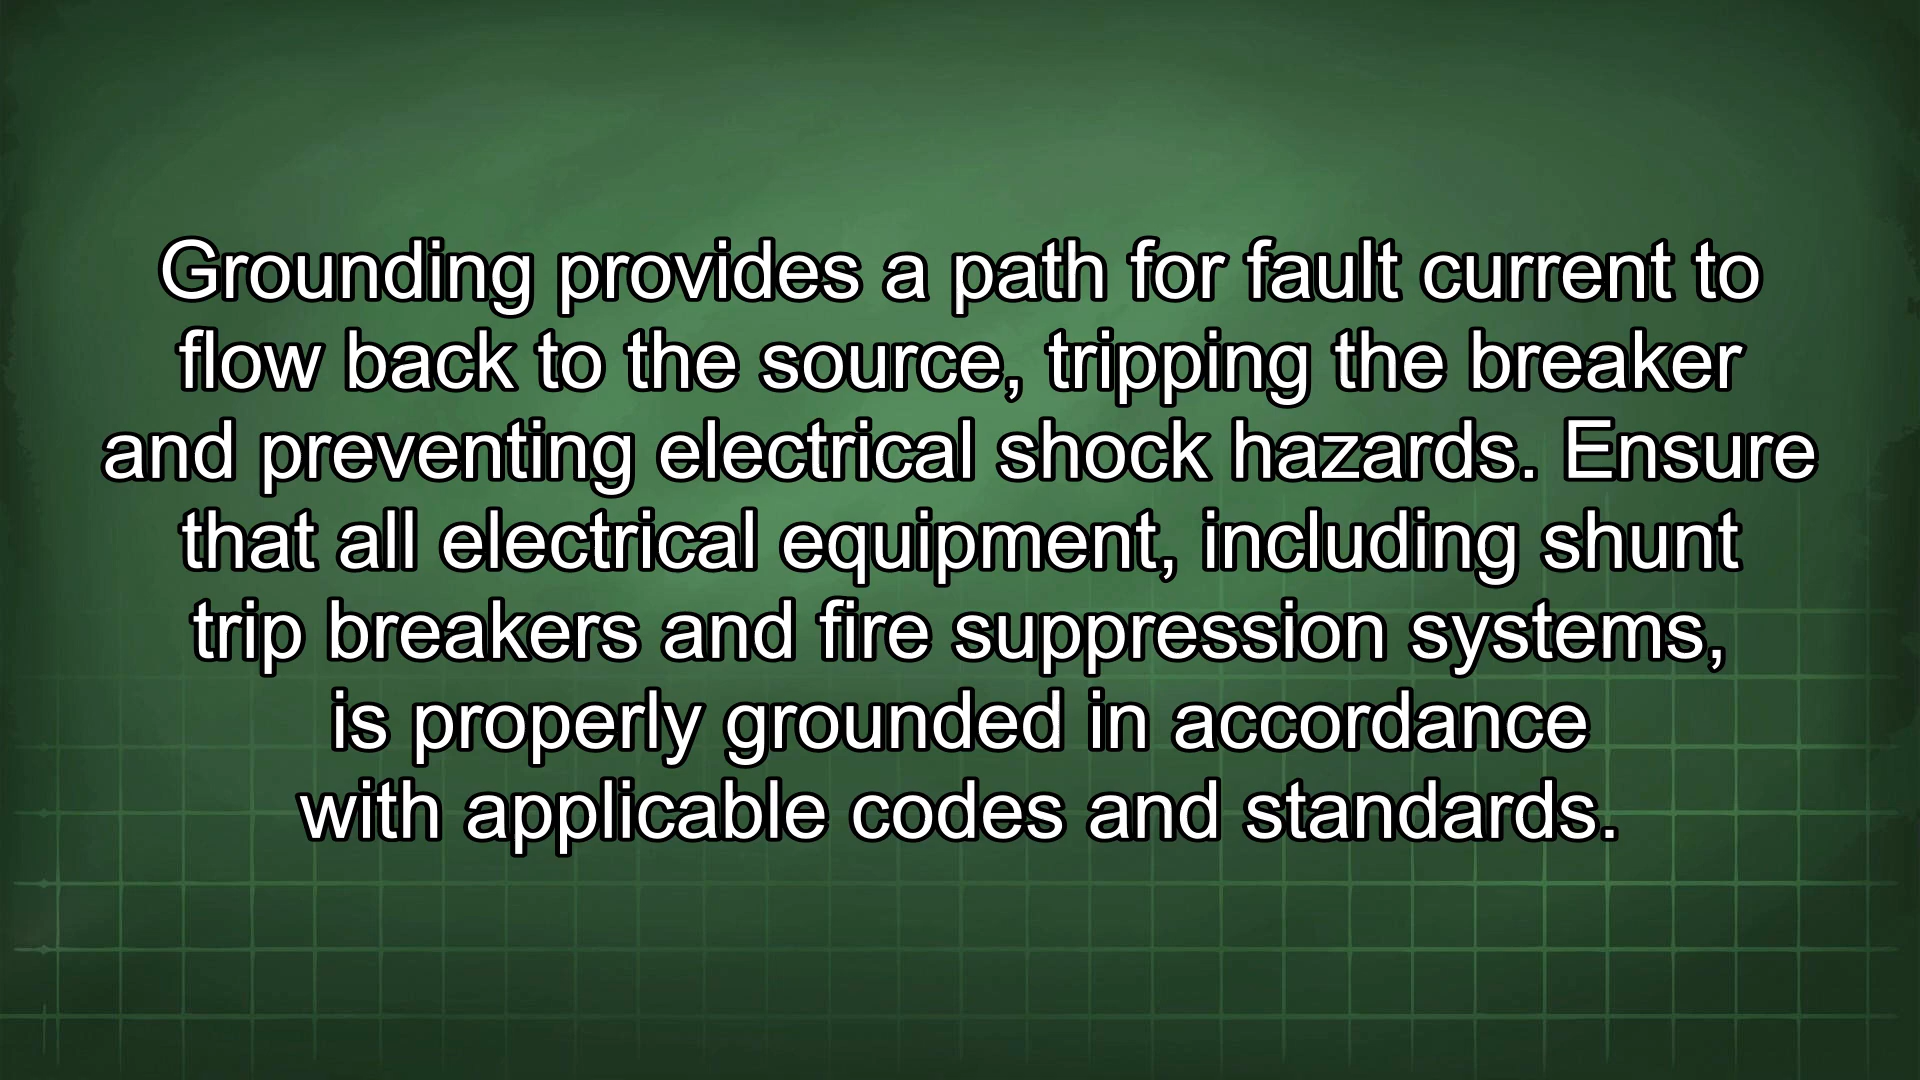 Grounding provides a path for fault current to
flow back to the source, tripping the breaker
and preventing electrical shock hazards. Ensure
that all electrical equipment, including shunt
trip breakers and fire suppression systems,
is properly grounded in accordance
with applicable codes and standards.